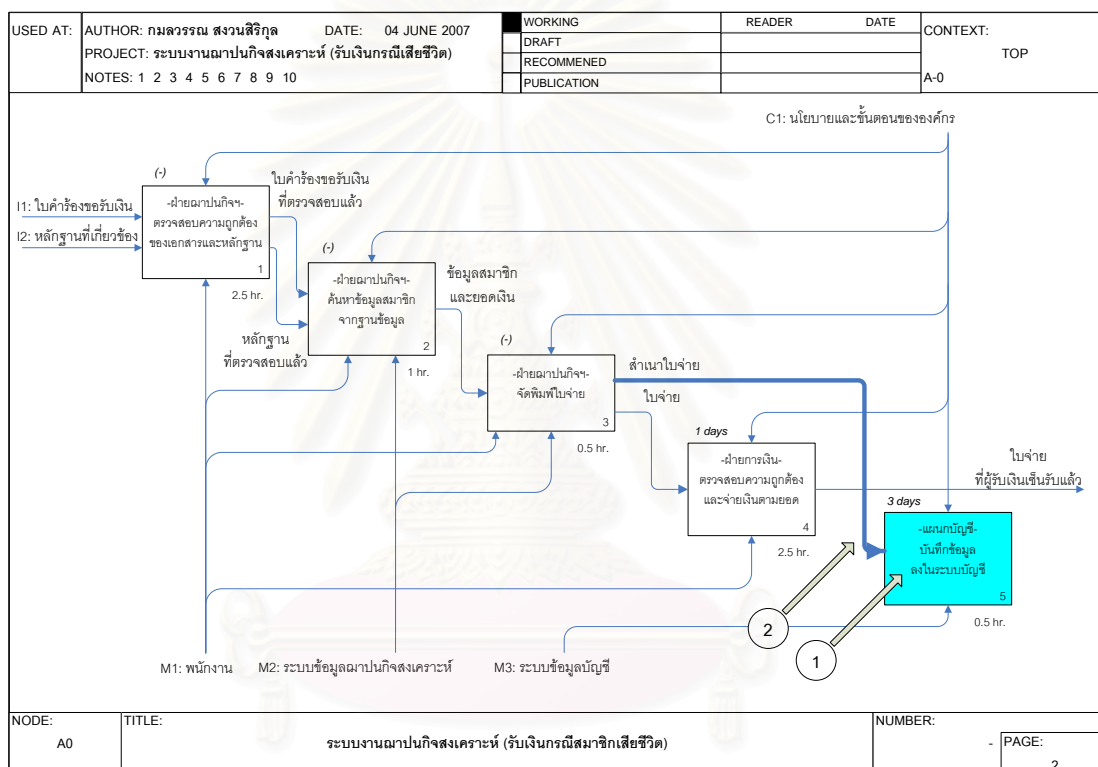 USED AT:
AUTHOR: กมลวรรณ สงวนสิริกุล DATE: 04 JUNE 2007
PROJECT: ระบบงานฌาปนกิจสงเคราะห์ (รับเงินกรณีเสียชีวิต)
NOTES: 1 2 3 4 5 6 7 8 9 10
WORKING READER DATE
DRAFT
RECOMMENED
PUBLICATION
CONTEXT:
TOP
A-0
C1: นโยบายและขั้นตอนขององค์กร
(-)
I1: ใบคำร้องขอรับเงิน
I2: หลักฐานที่เกี่ยวข้อง
-ฝ่ายฌาปนกิจฯ-
ตรวจสอบความถูกต้อง
ของเอกสารและหลักฐาน
1
2.5 hr.
ใบคำร้องขอรับเงิน
ที่ตรวจสอบแล้ว
หลักฐาน
ที่ตรวจสอบแล้ว
(-)
-ฝ่ายฌาปนกิจฯ-
ค้นหาข้อมูลสมาชิก
จากฐานข้อมูล
2
1 hr.
ข้อมูลสมาชิก
และยอดเงิน
(-)
-ฝ่ายฌาปนกิจฯ-
จัดพิมพ์ใบจ่าย
3
0.5 hr.
สำเนาใบจ่าย
ใบจ่าย
1 days
-ฝ่ายการเงิน-
ตรวจสอบความถูกต้อง
และจ่ายเงินตามยอด
4
2.5 hr.
ใบจ่าย
ที่ผู้รับเงินเซ็นรับแล้ว
3 days
-แผนกบัญชี-
บันทึกข้อมูล
ลงในระบบบัญชี
5
0.5 hr.
2
1
M1: พนักงาน
M2: ระบบข้อมูลฌาปนกิจสงเคราะห์
M3: ระบบข้อมูลบัญชี
NODE:
A0
TITLE:
ระบบงานฌาปนกิจสงเคราะห์ (รับเงินกรณีสมาชิกเสียชีวิต)
NUMBER:
-
PAGE:
2